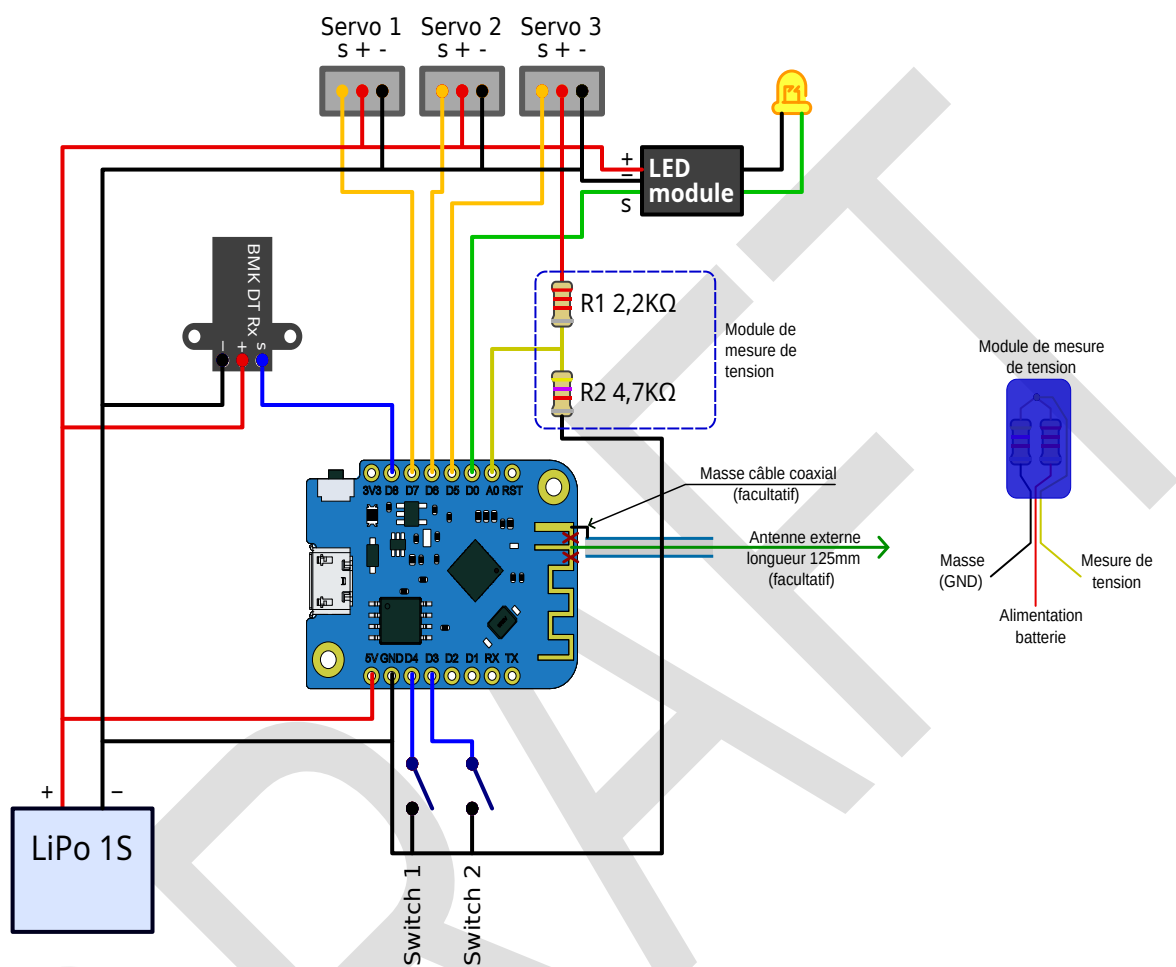 Servo 1 Servo 2 Servo 3
S + - S + - S + -
+
−
S
LED
module
BMK DT Rx
− + S
R1 2,2KΩ
R2 4,7KΩ
Module de
mesure de
tension
Module de mesure
de tension
3V3 D8 D7 D6 D5 D0 A0 RST
Masse câble coaxial
(facultatif)
Antenne externe
longueur 125mm
(facultatif)
Masse
(GND)
Mesure de
tension
Alimentation
batterie
5V GND D4 D3 D2 D1 RX TX
+ −
LiPo 1S
Switch 1
Switch 2